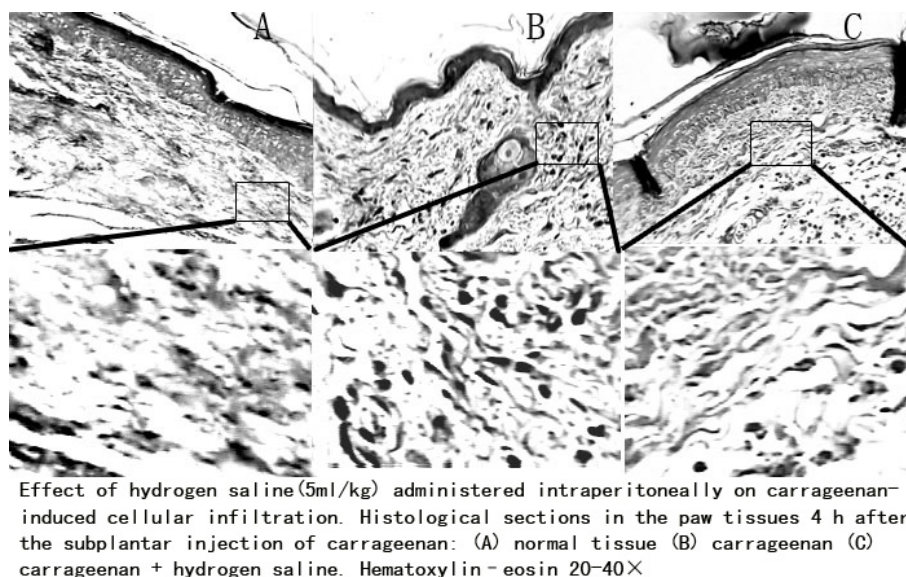 A B C
Effect of hydrogen saline(5ml/kg) administered intraperitoneally on carrageenan-
induced cellular infiltration. Histological sections in the paw tissues 4 h after
the subplantar injection of carrageenan: (A) normal tissue (B) carrageenan (C)
carrageenan + hydrogen saline. Hematoxylin-eosin 20-40×